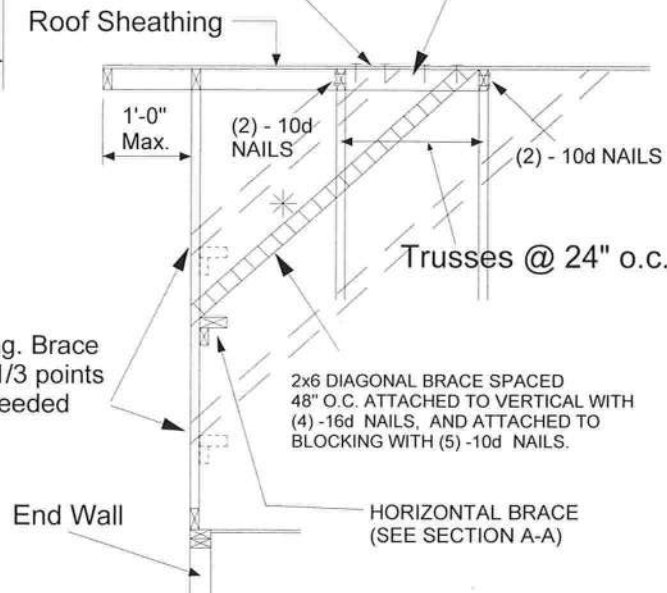 Roof Sheathing
1'-0"
Max.
(2) - 10d
NAILS
(2) - 10d NAILS
Trusses @ 24" o.c.
g. Brace
1/3 points
eeded
2x6 DIAGONAL BRACE SPACED
48" O.C. ATTACHED TO VERTICAL WITH
(4) -16d NAILS, AND ATTACHED TO
BLOCKING WITH (5) -10d NAILS.
End Wall
HORIZONTAL BRACE
(SEE SECTION A-A)